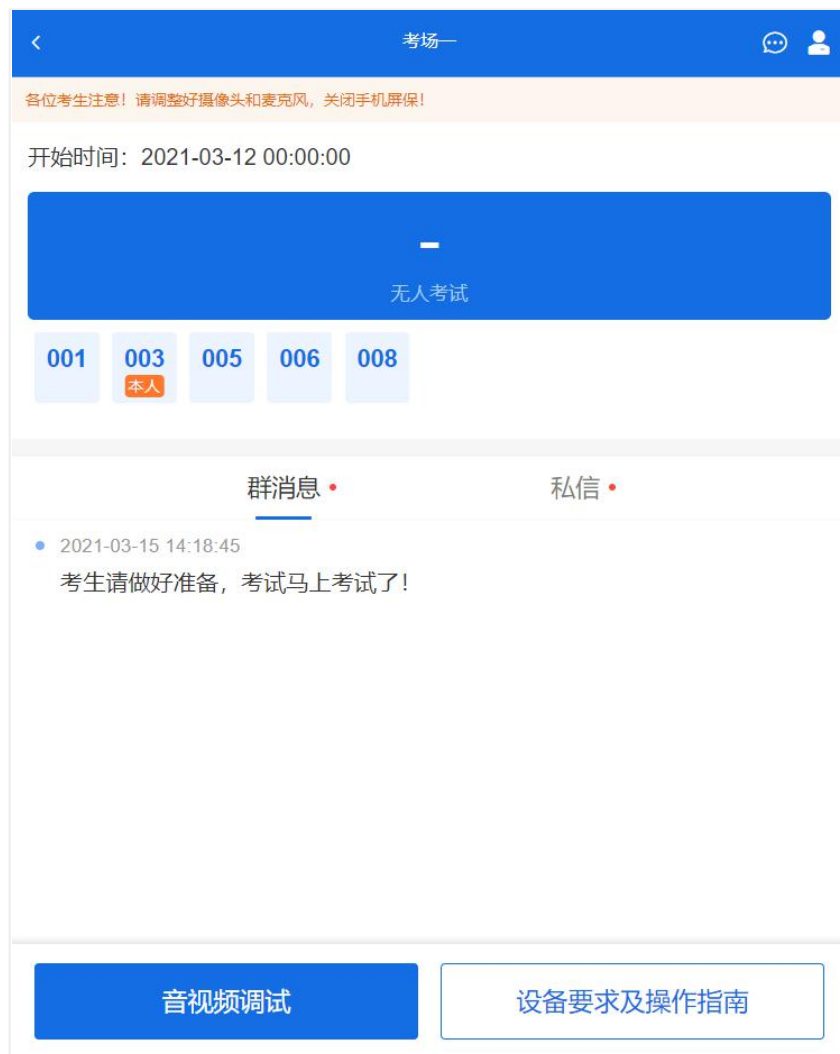 考场一
各位考生注意！请调整好摄像头和麦克风，关闭手机屏保！
开始时间：2021-03-12 00:00:00
-
无人考试
001 003 005 006 008
本人
群消息 私信
2021-03-15 14:18:45
考生请做好准备，考试马上考试了！
音视频调试 设备要求及操作指南